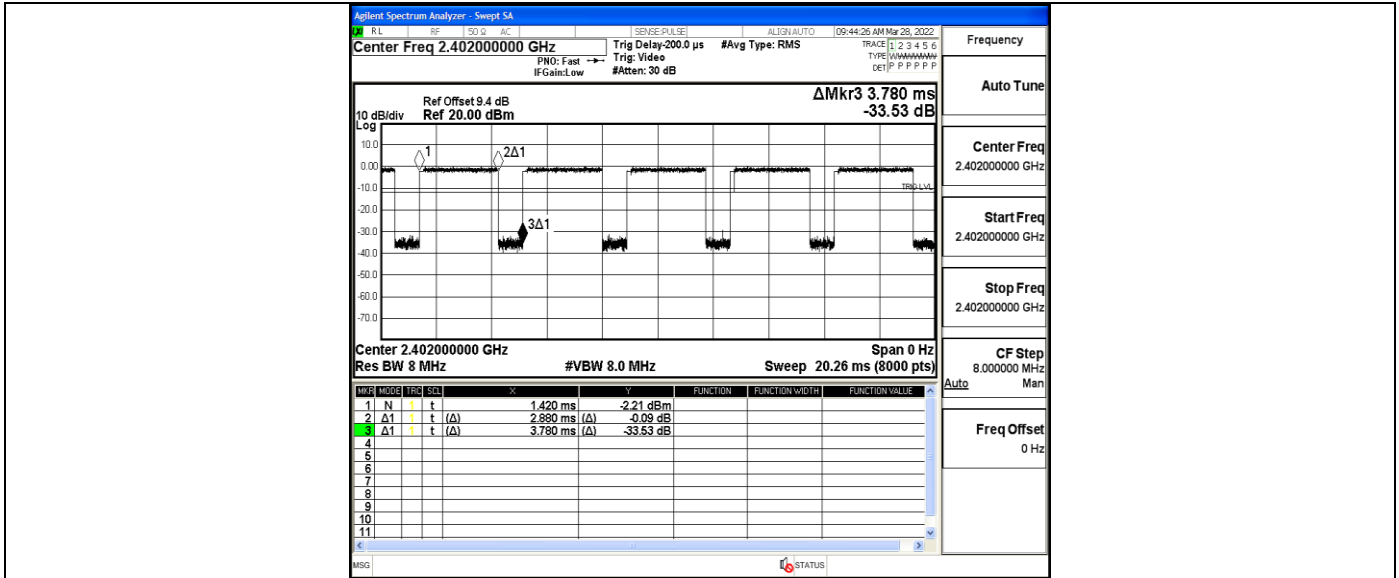 Agilent Spectrum Analyzer - Swept SA
RL RF 50 Ω AC SENSE:PULSE ALIGNAUTO 09:44:26 AM Mar 28, 2022
Center Freq 2.402000000 GHz
PNO: Fast
IFGain:Low
Trig Delay-200.0 µs
Trig: Video
#Atten: 30 dB
#Avg Type: RMS
TRACE 1 2 3 4 5 6
TYPE WWWWWW
DET P P P P P P
ΔMkr3 3.780 ms
-33.53 dB
Ref Offset 9.4 dB
10 dB/div Ref 20.00 dBm
Log
10.0
0.00
-10.0
-20.0
-30.0
-40.0
-50.0
-60.0
-70.0
1
2Δ1
3Δ1
TRIG LVL
Center 2.402000000 GHz Span 0 Hz
Res BW 8 MHz #VBW 8.0 MHz Sweep 20.26 ms (8000 pts)
MKR MODE TRC SCL X Y FUNCTION FUNCTION WIDTH FUNCTION VALUE
1 N 1 t 1.420 ms -2.21 dBm
2 Δ1 1 t (Δ) 2.880 ms (Δ) -0.09 dB
3 Δ1 1 t (Δ) 3.780 ms (Δ) -33.53 dB
4
5
6
7
8
9
10
11
MSG STATUS
Frequency
Auto Tune
Center Freq
2.402000000 GHz
Start Freq
2.402000000 GHz
Stop Freq
2.402000000 GHz
CF Step
8.000000 MHz
Auto Man
Freq Offset
0 Hz